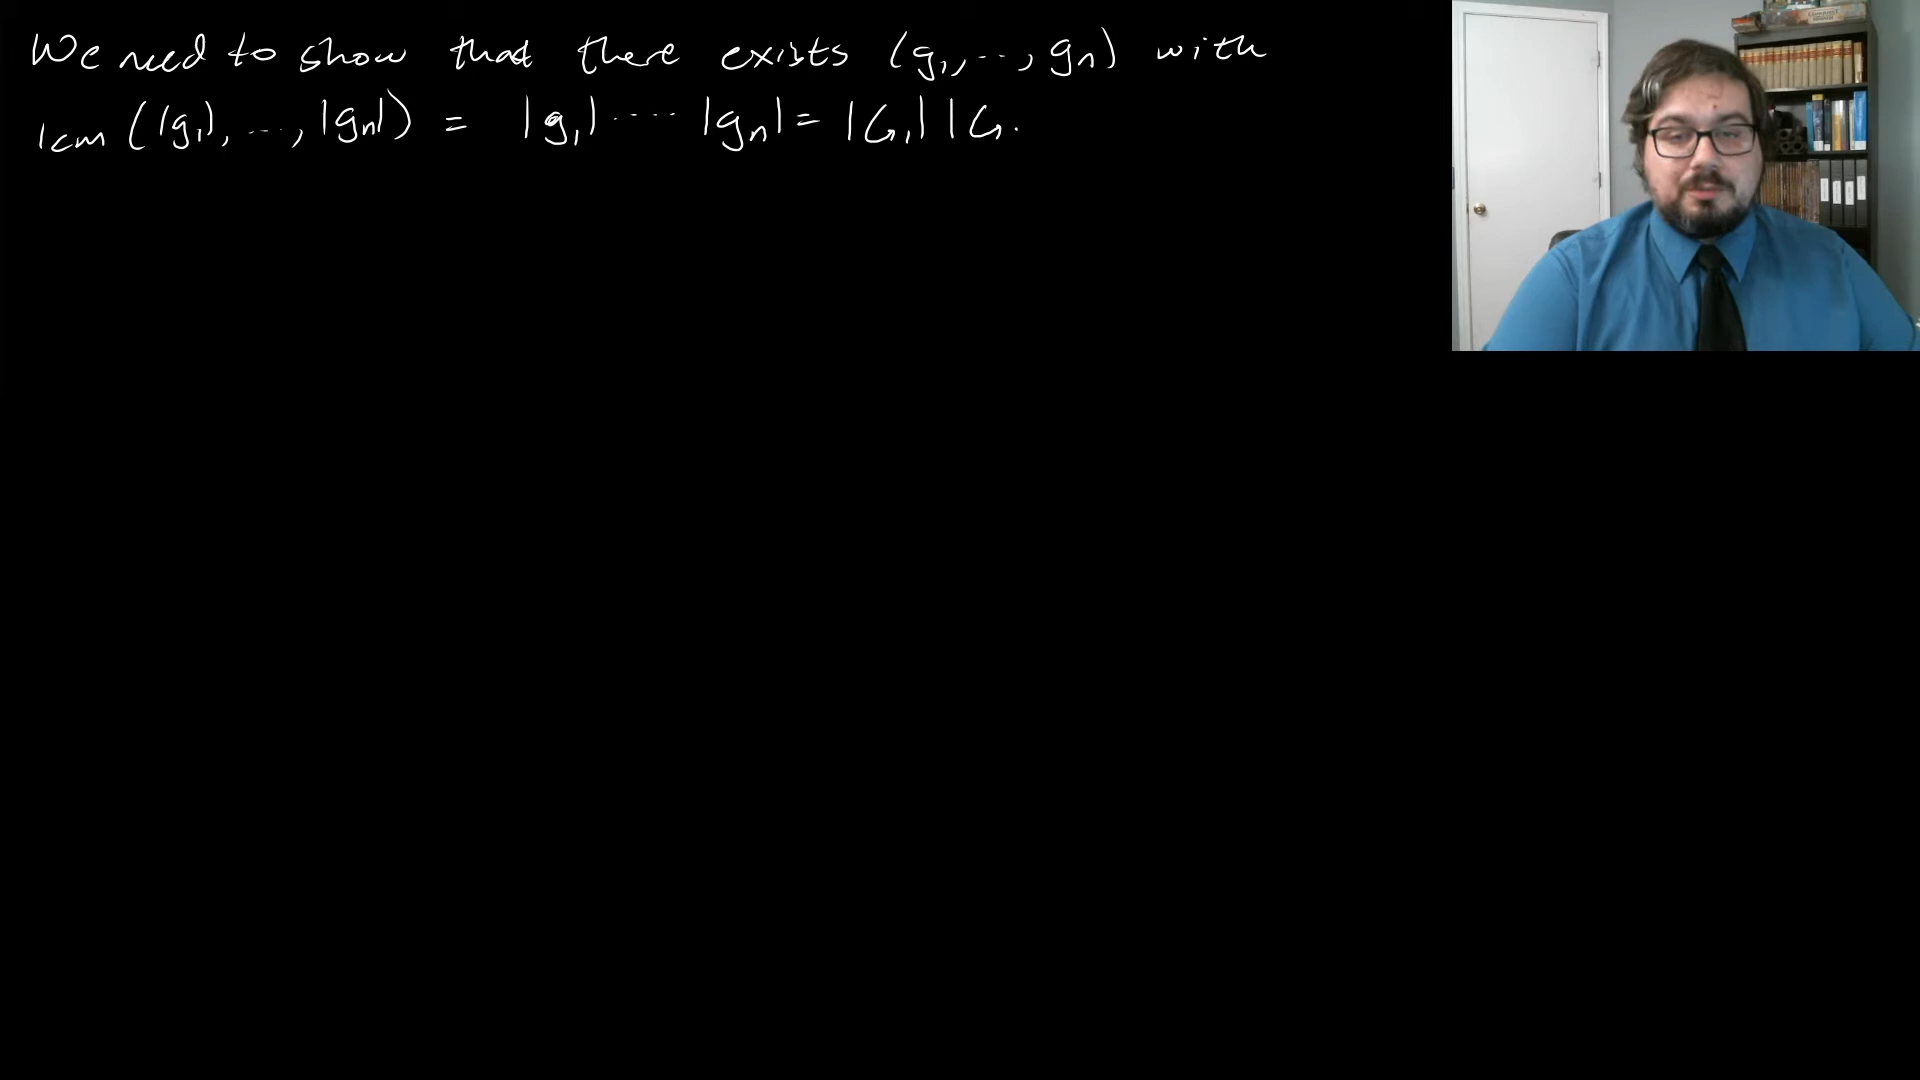 We need to show that there exists (g₁, ..., gₙ) with
lcm (|g₁|, ..., |gₙ|) = |g₁| ···· |gₙ| = |G₁| |G.